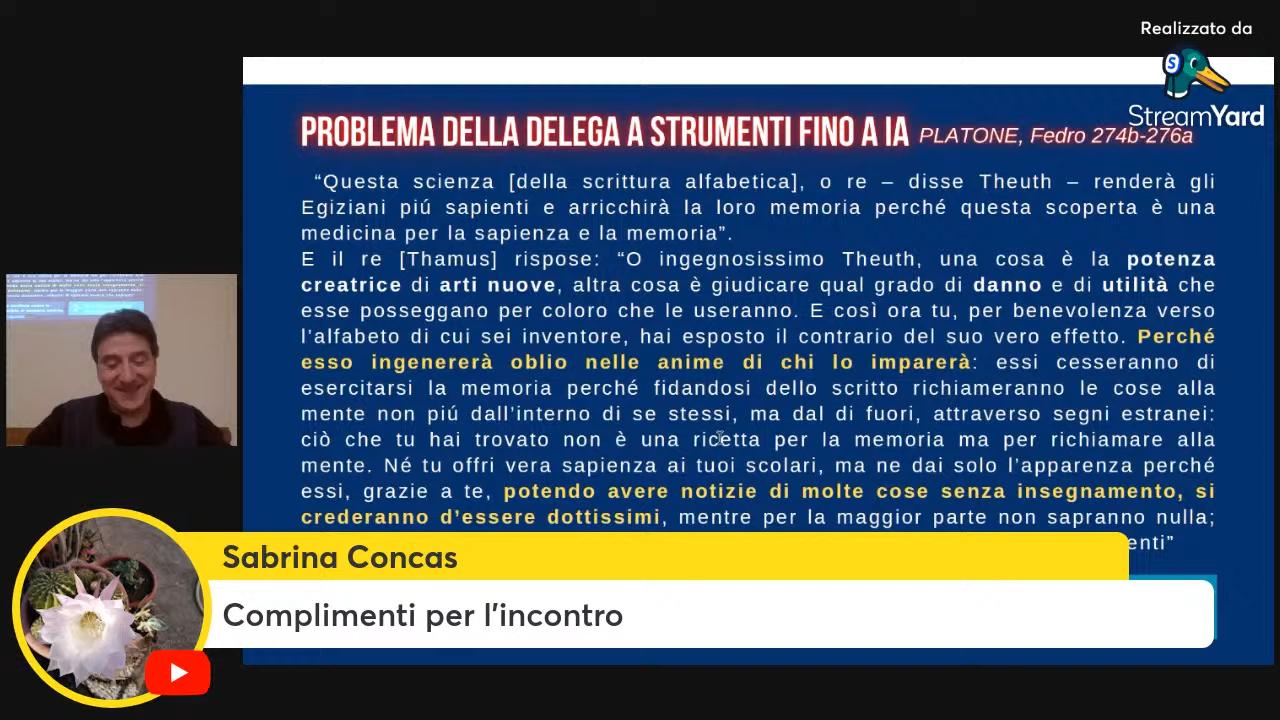 Realizzato da
StreamYard
PROBLEMA DELLA DELEGA A STRUMENTI FINO A IA PLATONE, Fedro 274b-276a
“Questa scienza [della scrittura alfabetica], o re – disse Theuth – renderà gli
Egiziani piú sapienti e arricchirà la loro memoria perché questa scoperta è una
medicina per la sapienza e la memoria”.
E il re [Thamus] rispose: “O ingegnosissimo Theuth, una cosa è la potenza
creatrice di arti nuove, altra cosa è giudicare qual grado di danno e di utilità che
esse posseggano per coloro che le useranno. E così ora tu, per benevolenza verso
l’alfabeto di cui sei inventore, hai esposto il contrario del suo vero effetto. Perché
esso ingenererà oblio nelle anime di chi lo imparerà: essi cesseranno di
esercitarsi la memoria perché fidandosi dello scritto richiameranno le cose alla
mente non piú dall’interno di se stessi, ma dal di fuori, attraverso segni estranei:
ciò che tu hai trovato non è una ricetta per la memoria ma per richiamare alla
mente. Né tu offri vera sapienza ai tuoi scolari, ma ne dai solo l’apparenza perché
essi, grazie a te, potendo avere notizie di molte cose senza insegnamento, si
crederanno d’essere dottissimi, mentre per la maggior parte non sapranno nulla;
enti”
Sabrina Concas
Complimenti per l’incontro